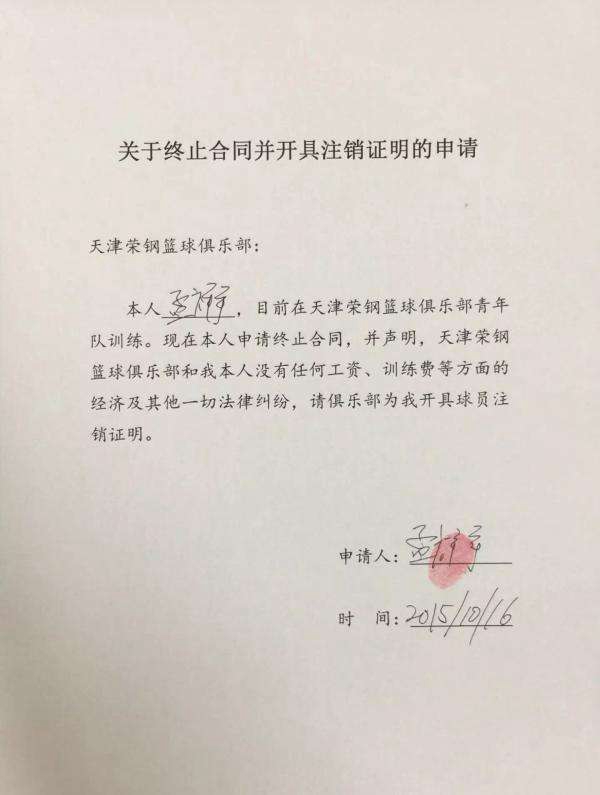 关于终止合同并开具注销证明的申请
天津荣钢篮球俱乐部：
本人孟祥宇，目前在天津荣钢篮球俱乐部青年
队训练。现在本人申请终止合同，并声明，天津荣钢
篮球俱乐部和我本人没有任何工资、训练费等方面的
经济及其他一切法律纠纷，请俱乐部为我开具球员注
销证明。
申请人：孟祥宇
时 间：2015/10/16